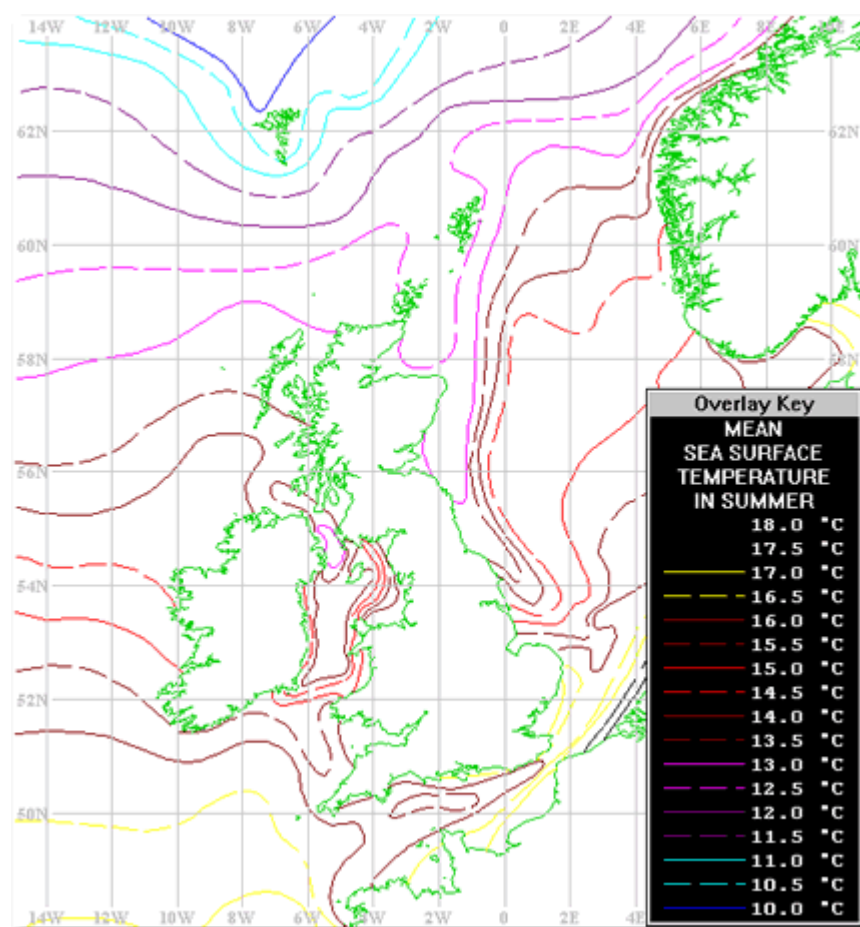 14W 12W 10W 8W 6W 4W 2W 0 2E 4E 6E 8E
62N 62N
60N 60N
58N 58N
Overlay Key
MEAN
SEA SURFACE
TEMPERATURE
IN SUMMER
18.0 °C
17.5 °C
17.0 °C
16.5 °C
16.0 °C
15.5 °C
15.0 °C
14.5 °C
14.0 °C
13.5 °C
13.0 °C
12.5 °C
12.0 °C
11.5 °C
11.0 °C
10.5 °C
10.0 °C
56N
54N
52N
50N
14W 12W 10W 8W 6W 4W 2W 0 2E 4E